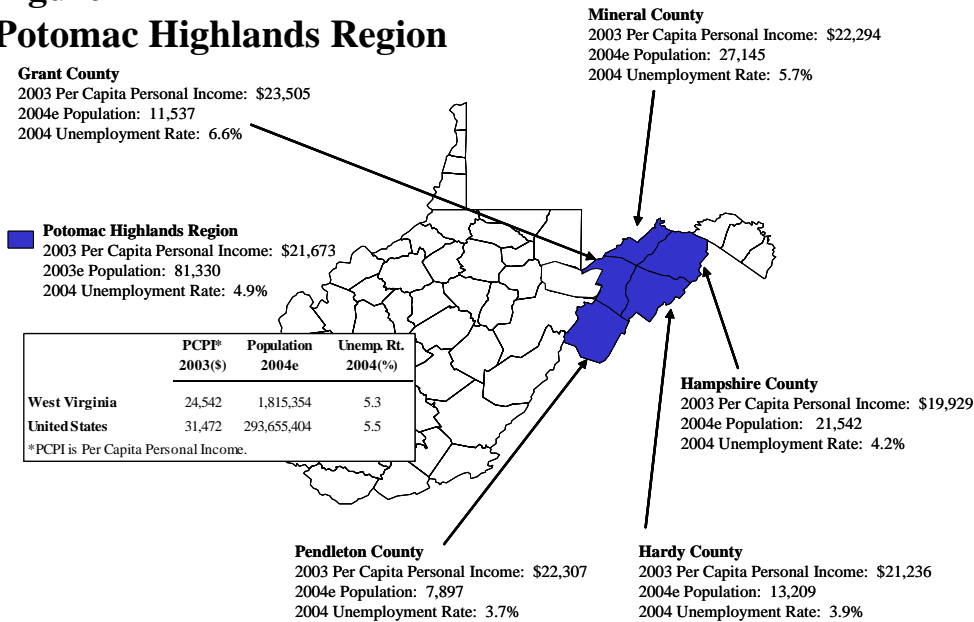 Potomac Highlands Region
Mineral County
2003 Per Capita Personal Income: $22,294
2004e Population: 27,145
2004 Unemployment Rate: 5.7%
Grant County
2003 Per Capita Personal Income: $23,505
2004e Population: 11,537
2004 Unemployment Rate: 6.6%
Potomac Highlands Region
2003 Per Capita Personal Income: $21,673
2003e Population: 81,330
2004 Unemployment Rate: 4.9%
PCPI* Population Unemp. Rt.
2003($) 2004e 2004(%)
West Virginia 24,542 1,815,354 5.3
United States 31,472 293,655,404 5.5
*PCPI is Per Capita Personal Income.
Hampshire County
2003 Per Capita Personal Income: $19,929
2004e Population: 21,542
2004 Unemployment Rate: 4.2%
Pendleton County
2003 Per Capita Personal Income: $22,307
2004e Population: 7,897
2004 Unemployment Rate: 3.7%
Hardy County
2003 Per Capita Personal Income: $21,236
2004e Population: 13,209
2004 Unemployment Rate: 3.9%